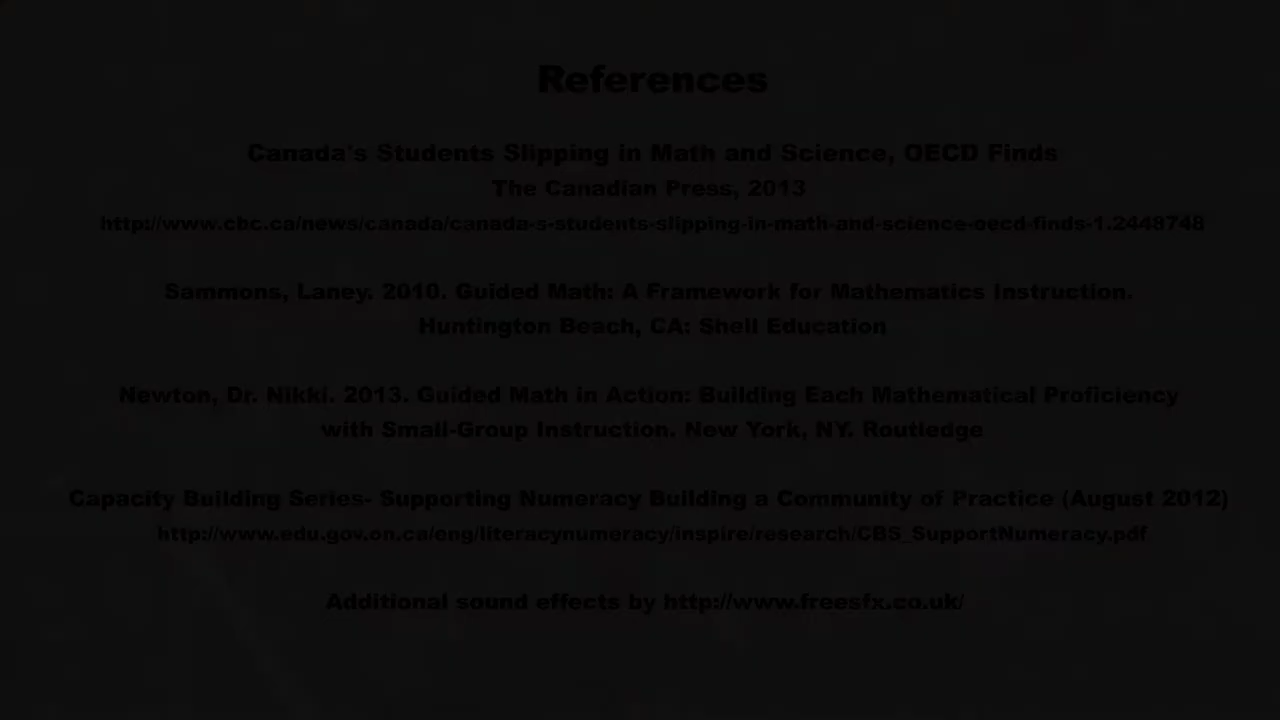 References
Canada's Students Slipping in Math and Science, OECD Finds
The Canadian Press, 2013
http://www.cbc.ca/news/canada/canada-s-students-slipping-in-math-and-science-oecd-finds-1.2448748
Sammons, Laney. 2010. Guided Math: A Framework for Mathematics Instruction.
Huntington Beach, CA: Shell Education
Newton, Dr. Nikki. 2013. Guided Math in Action: Building Each Mathematical Proficiency
with Small-Group Instruction. New York, NY. Routledge
Capacity Building Series- Supporting Numeracy Building a Community of Practice (August 2012)
http://www.edu.gov.on.ca/eng/literacynumeracy/inspire/research/CBS_SupportNumeracy.pdf
Additional sound effects by http://www.freesfx.co.uk/